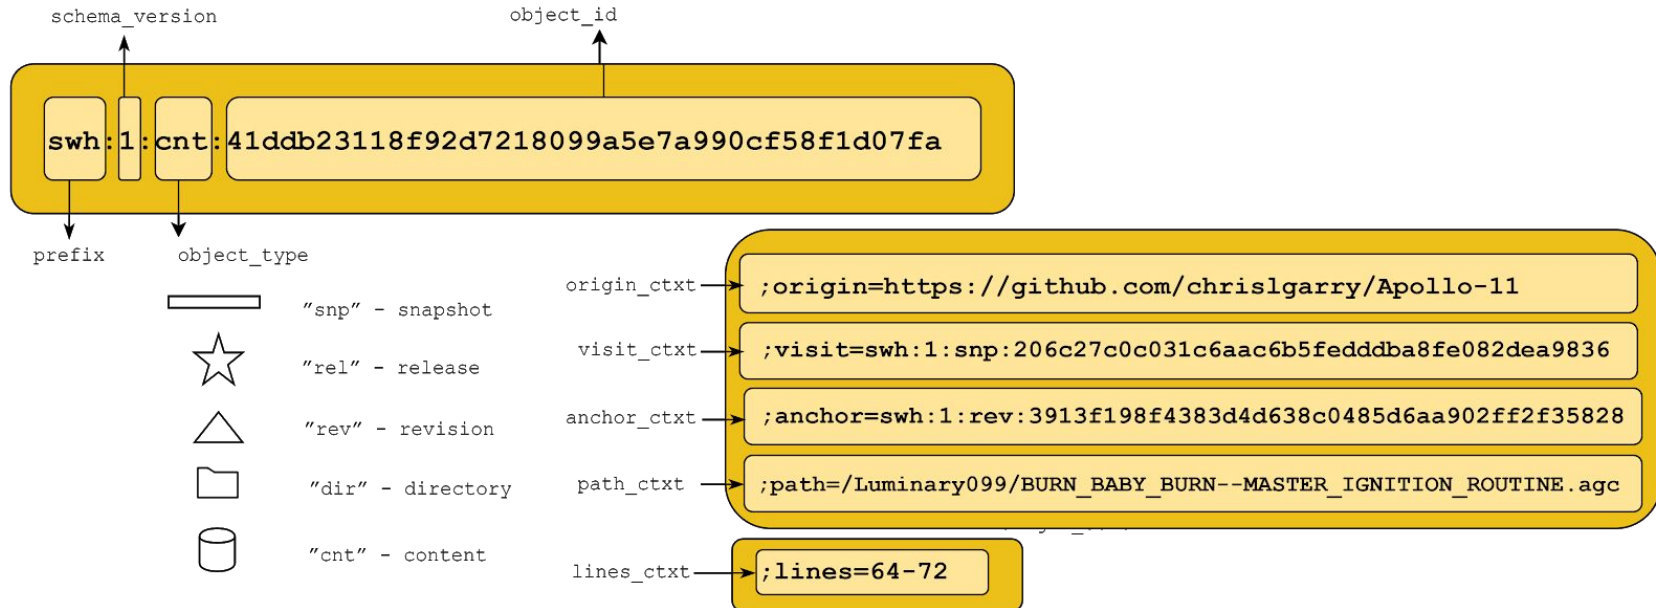 schema_version
object_id
swh:1:cnt:41ddb23118f92d7218099a5e7a990cf58f1d07fa
prefix
object_type
"snp" - snapshot
"rel" - release
"rev" - revision
"dir" - directory
"cnt" - content
origin_ctxt
;origin=https://github.com/chrislgarry/Apollo-11
visit_ctxt
;visit=swh:1:snp:206c27c0c031c6aac6b5fedddba8fe082dea9836
anchor_ctxt
;anchor=swh:1:rev:3913f198f4383d4d638c0485d6aa902ff2f35828
path_ctxt
;path=/Luminary099/BURN_BABY_BURN--MASTER_IGNITION_ROUTINE.agc
lines_ctxt
;lines=64-72